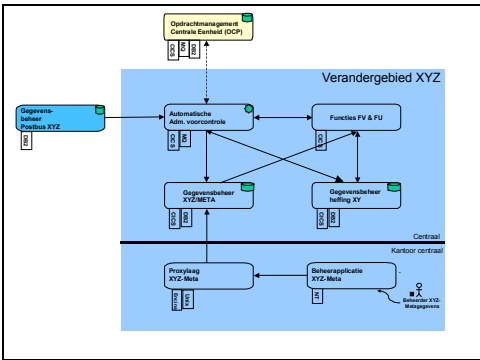 Opdrachtmanagement
Centrale Eenheid (OCP)
CICS
MQ
DB2
Verandergebied XYZ
Gegevens-
beheer
Postbus XYZ
DB2
Automatische
Adm. voorcontrole
CICS
MQ
Functies FV & FU
CICS
Gegevensbeheer
XYZ/META
CICS
DB2
Gegevensbeheer
heffing XY
CICS
DB2
Centraal
Kantoor centraal
Proxylaag
XYZ-Meta
Unix
Beheerapplicatie
XYZ-Meta
NT
Beheerder XYZ-
Metagegevens